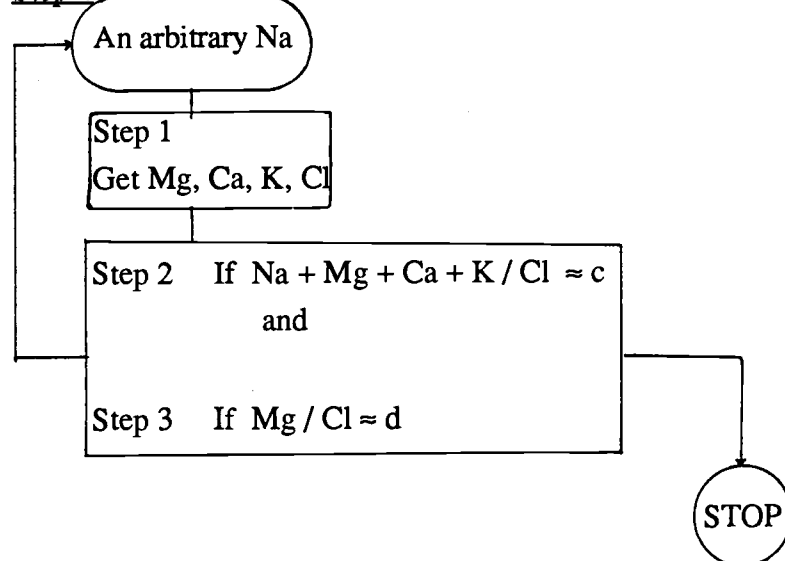 An arbitrary Na
Step 1
Get Mg, Ca, K, Cl
Step 2 If Na + Mg + Ca + K / Cl ≈ c
and
Step 3 If Mg / Cl ≈ d
STOP